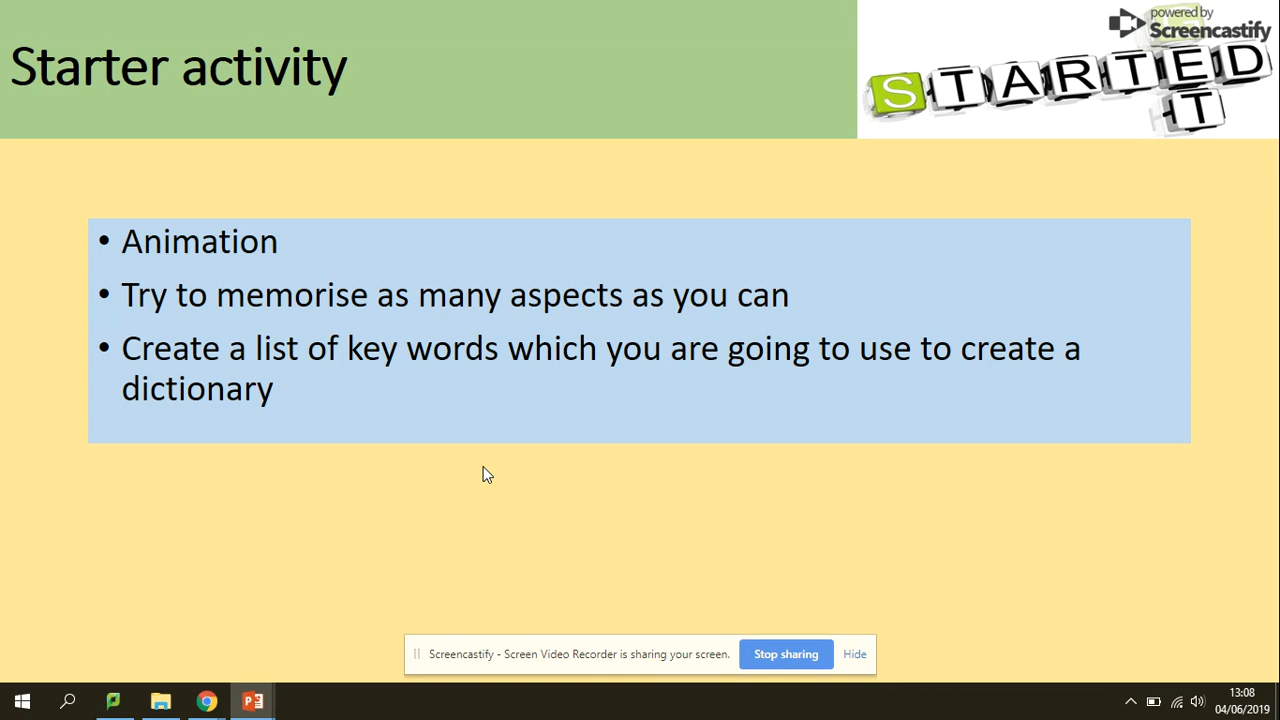 powered by
Screencastify
Starter activity
STARTED
GET
• Animation
• Try to memorise as many aspects as you can
• Create a list of key words which you are going to use to create a
dictionary
Screencastify - Screen Video Recorder is sharing your screen.
Stop sharing
Hide
13:08
04/06/2019